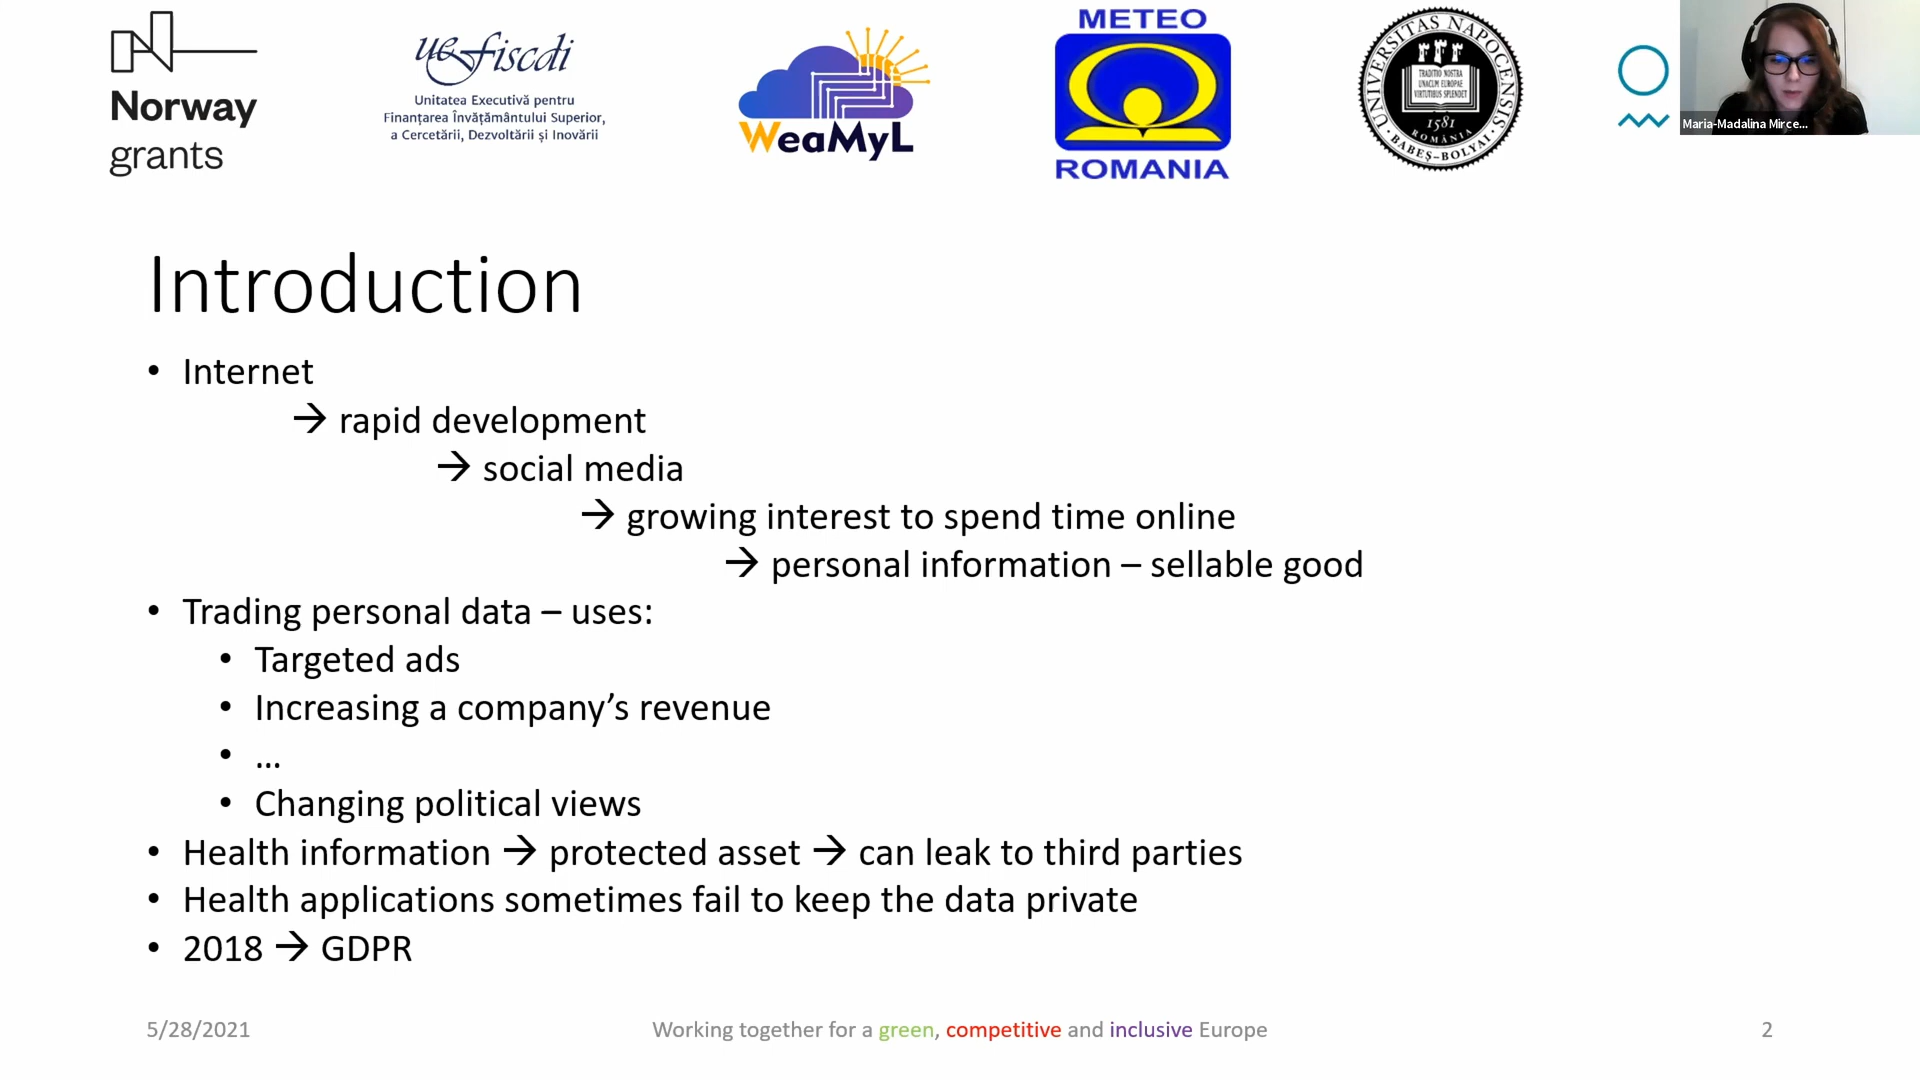 Norway
grants
uefiscdi
Unitatea Executivă pentru
Finanțarea Învățământului Superior,
a Cercetării, Dezvoltării și Inovării
WeaMyL
METEO
ROMANIA
UNIVERSITAS NAPOCENSIS
TRADITIO NOSTRA
UNACUM EUROPAE
VIRTUTIBUS SPLENDET
1581
ROMÂNIA
BABEȘ-BOLYAI
Maria-Madalina Mirce...
Introduction
• Internet
→ rapid development
→ social media
→ growing interest to spend time online
→ personal information – sellable good
• Trading personal data – uses:
• Targeted ads
• Increasing a company’s revenue
• ...
• Changing political views
• Health information → protected asset → can leak to third parties
• Health applications sometimes fail to keep the data private
• 2018 → GDPR
5/28/2021
Working together for a green, competitive and inclusive Europe
2